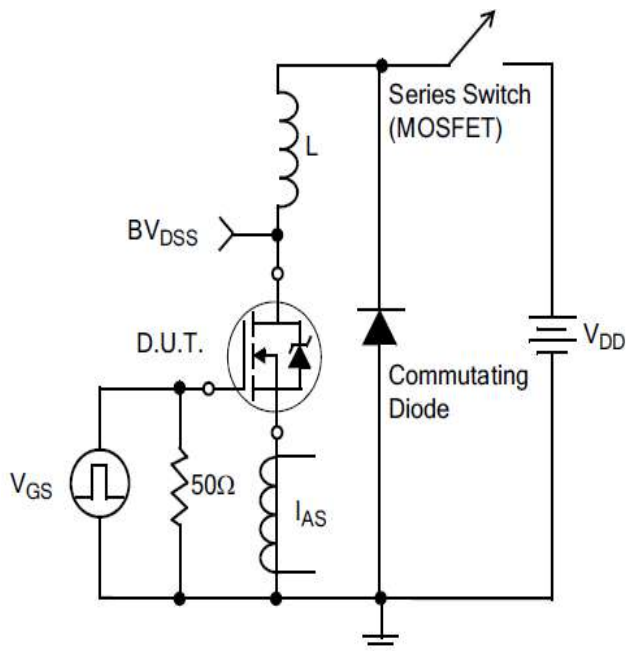 Series Switch
(MOSFET)
L
BVDSS
D.U.T.
VDD
Commutating
Diode
VGS
50Ω
IAS